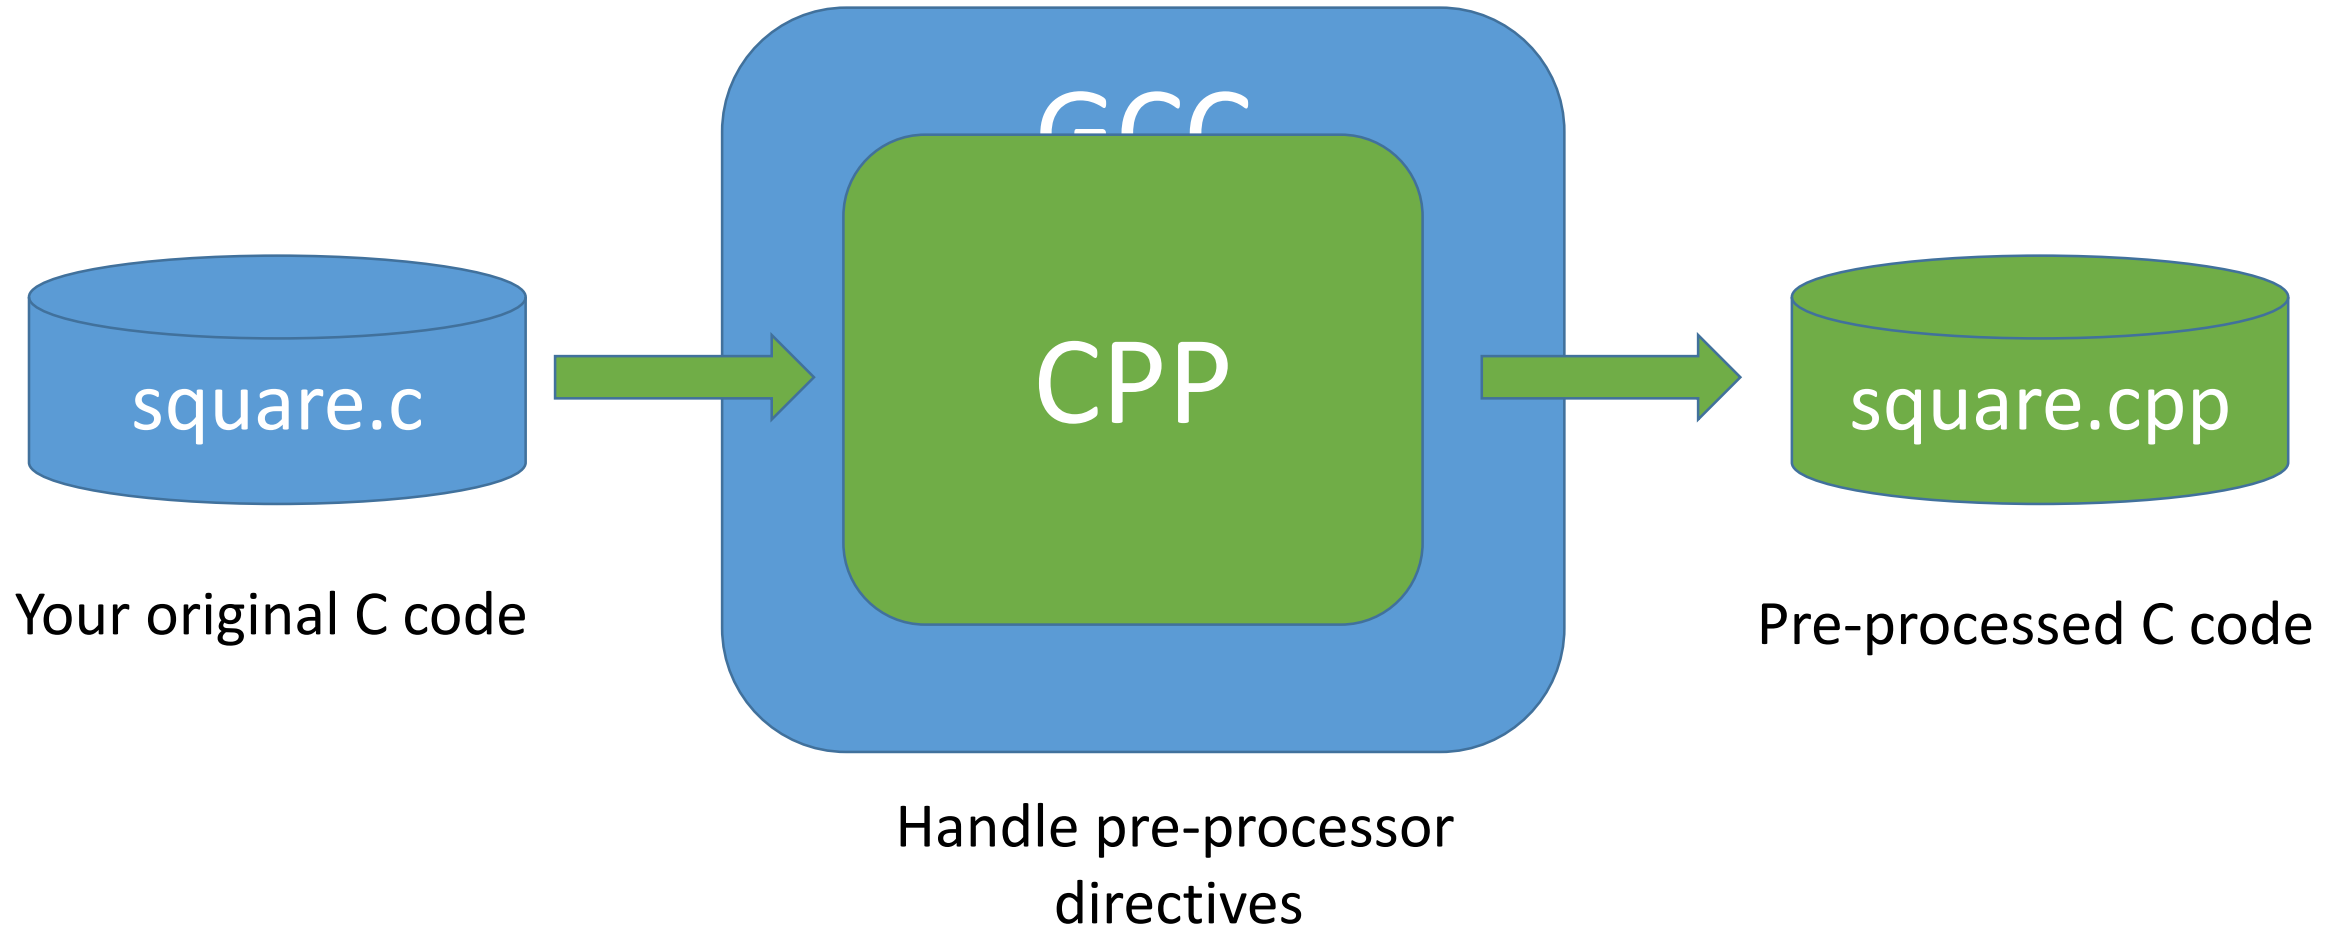 GCC
CPP
square.c
square.cpp
Your original C code
Pre-processed C code
Handle pre-processor
directives